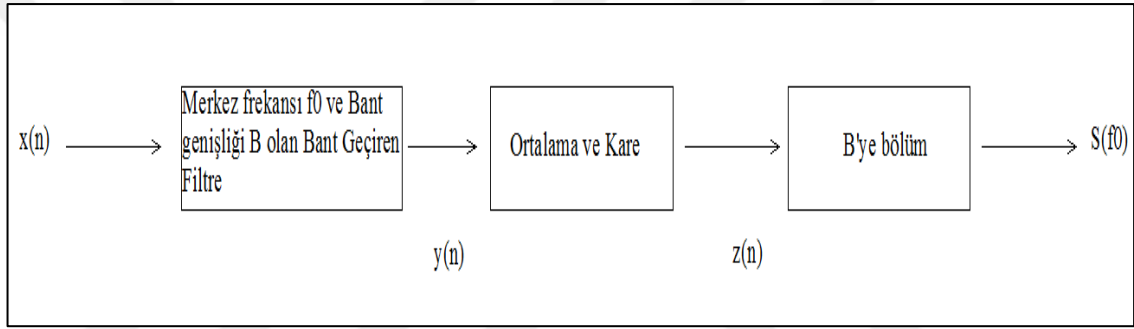 x(n)
Merkez frekansı f0 ve Bant
genişliği B olan Bant Geçiren
Filtre
y(n)
Ortalama ve Kare
z(n)
B'ye bölüm
S(f0)